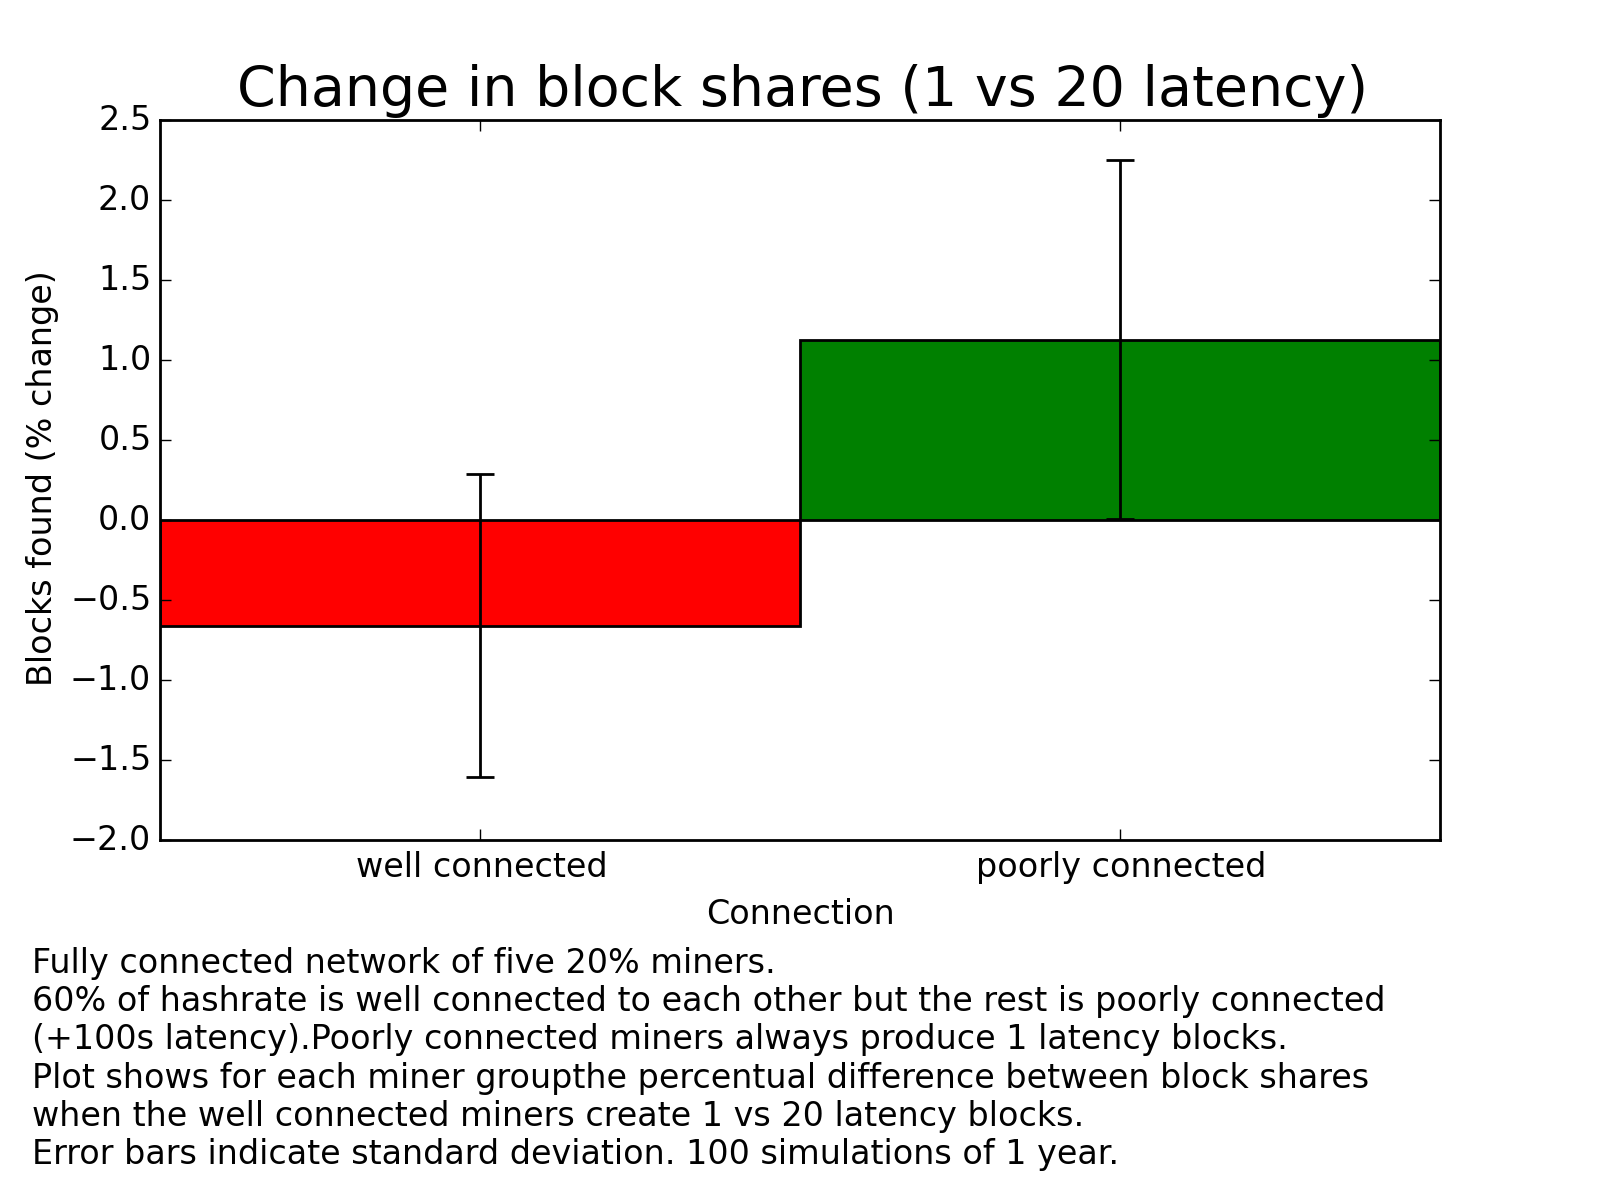 Change in block shares (1 vs 20 latency)
2.5
2.0
1.5
1.0
0.5
0.0
−0.5
−1.0
−1.5
−2.0
Blocks found (% change)
well connected poorly connected
Connection
Fully connected network of five 20% miners.
60% of hashrate is well connected to each other but the rest is poorly connected
(+100s latency).Poorly connected miners always produce 1 latency blocks.
Plot shows for each miner groupthe percentual difference between block shares
when the well connected miners create 1 vs 20 latency blocks.
Error bars indicate standard deviation. 100 simulations of 1 year.